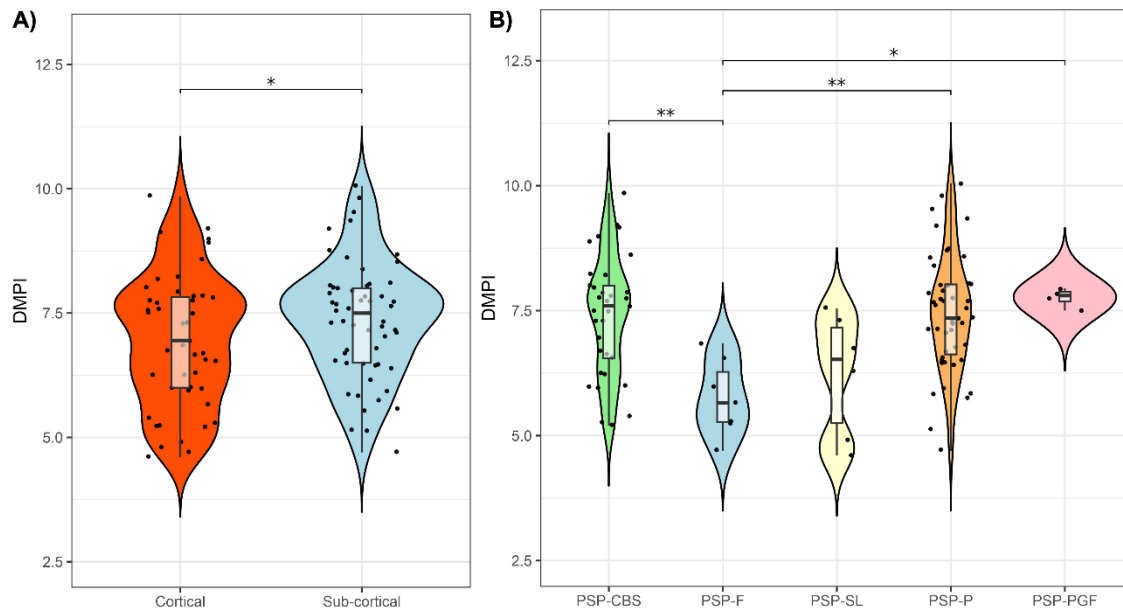 A)
DMPI
12.5
10.0
7.5
5.0
2.5
*
Cortical
Sub-cortical
B)
DMPI
12.5
10.0
7.5
5.0
2.5
*
**
**
PSP-CBS
PSP-F
PSP-SL
PSP-P
PSP-PGF